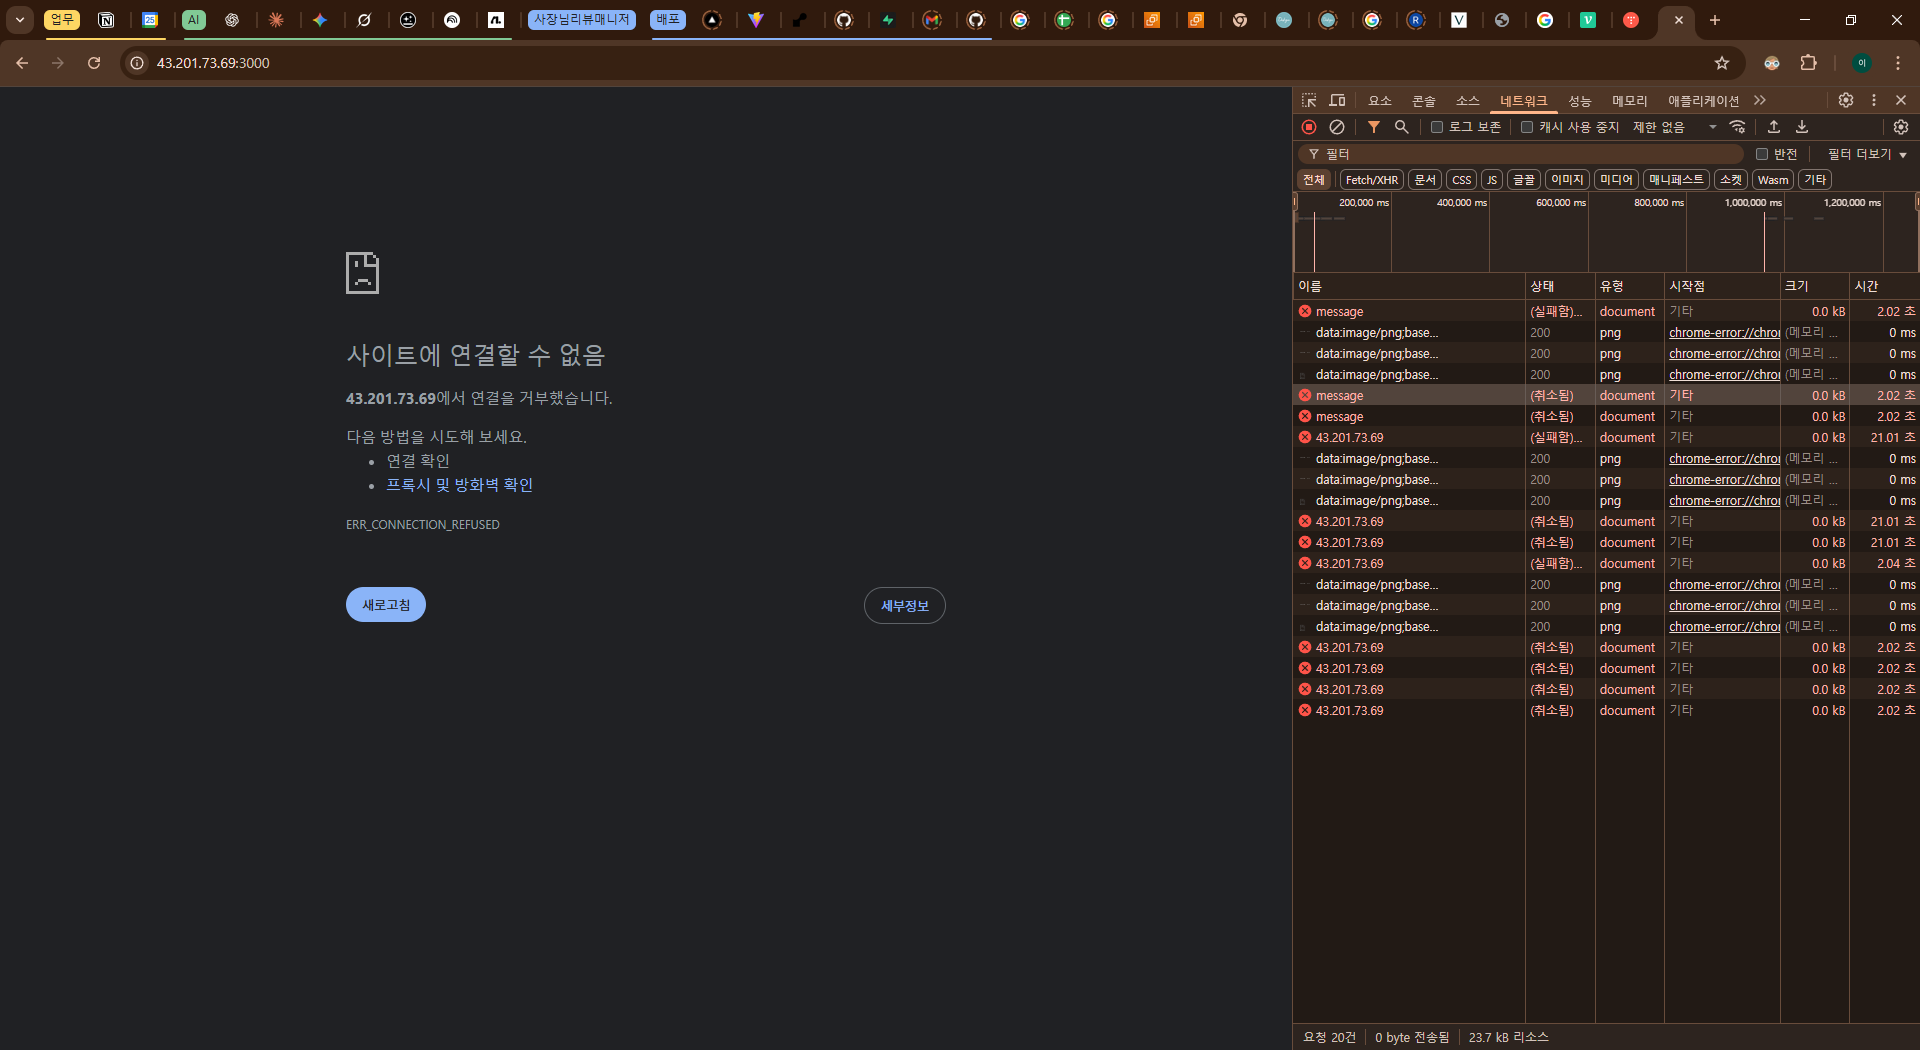 업무
25
AI
사장님리뷰매니저
배포
R
V
43.201.73.69:3000
이
사이트에 연결할 수 없음
43.201.73.69에서 연결을 거부했습니다.
다음 방법을 시도해 보세요.
• 연결 확인
• 프록시 및 방화벽 확인
ERR_CONNECTION_REFUSED
새로고침
세부정보
요소 콘솔 소스 네트워크 성능 메모리 애플리케이션
로그 보존 캐시 사용 중지 제한 없음
필터 반전 필터 더보기
전체 Fetch/XHR 문서 CSS JS 글꼴 이미지 미디어 매니페스트 소켓 Wasm 기타
200,000 ms 400,000 ms 600,000 ms 800,000 ms 1,000,000 ms 1,200,000 ms
이름 상태 유형 시작점 크기 시간
message (실패함)... document 기타 0.0 kB 2.02 초
data:image/png;base... 200 png chrome-error://chro (메모리 ... 0 ms
data:image/png;base... 200 png chrome-error://chro (메모리 ... 0 ms
data:image/png;base... 200 png chrome-error://chro (메모리 ... 0 ms
message (취소됨) document 기타 0.0 kB 2.02 초
message (취소됨) document 기타 0.0 kB 2.02 초
43.201.73.69 (실패함)... document 기타 0.0 kB 21.01 초
data:image/png;base... 200 png chrome-error://chro (메모리 ... 0 ms
data:image/png;base... 200 png chrome-error://chro (메모리 ... 0 ms
data:image/png;base... 200 png chrome-error://chro (메모리 ... 0 ms
43.201.73.69 (취소됨) document 기타 0.0 kB 21.01 초
43.201.73.69 (취소됨) document 기타 0.0 kB 21.01 초
43.201.73.69 (실패함)... document 기타 0.0 kB 2.04 초
data:image/png;base... 200 png chrome-error://chro (메모리 ... 0 ms
data:image/png;base... 200 png chrome-error://chro (메모리 ... 0 ms
data:image/png;base... 200 png chrome-error://chro (메모리 ... 0 ms
43.201.73.69 (취소됨) document 기타 0.0 kB 2.02 초
43.201.73.69 (취소됨) document 기타 0.0 kB 2.02 초
43.201.73.69 (취소됨) document 기타 0.0 kB 2.02 초
43.201.73.69 (취소됨) document 기타 0.0 kB 2.02 초
요청 20건 0 byte 전송됨 23.7 kB 리소스